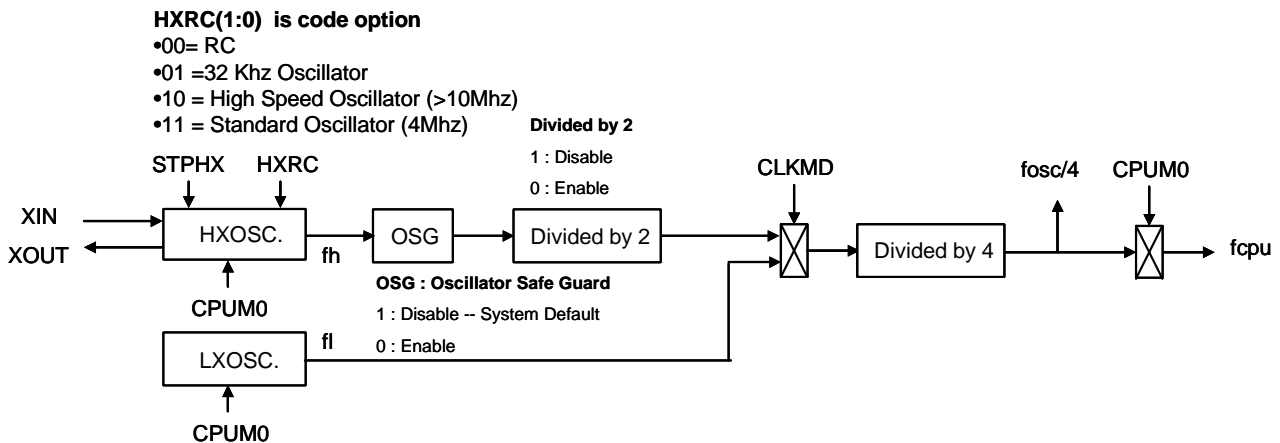 HXRC(1:0) is code option
•00= RC
•01 =32 Khz Oscillator
•10 = High Speed Oscillator (>10Mhz)
•11 = Standard Oscillator (4Mhz)
Divided by 2
1 : Disable
0 : Enable
STPHX
HXRC
CLKMD
fosc/4
CPUM0
XIN
XOUT
HXOSC.
fh
OSG
Divided by 2
Divided by 4
fcpu
CPUM0
OSG : Oscillator Safe Guard
1 : Disable -- System Default
0 : Enable
LXOSC.
fl
CPUM0